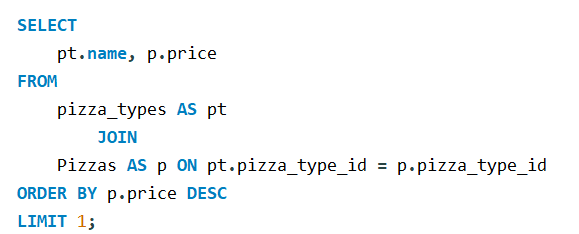 SELECT
    pt.name, p.price
FROM
    pizza_types AS pt
        JOIN
    Pizzas AS p ON pt.pizza_type_id = p.pizza_type_id
ORDER BY p.price DESC
LIMIT 1;